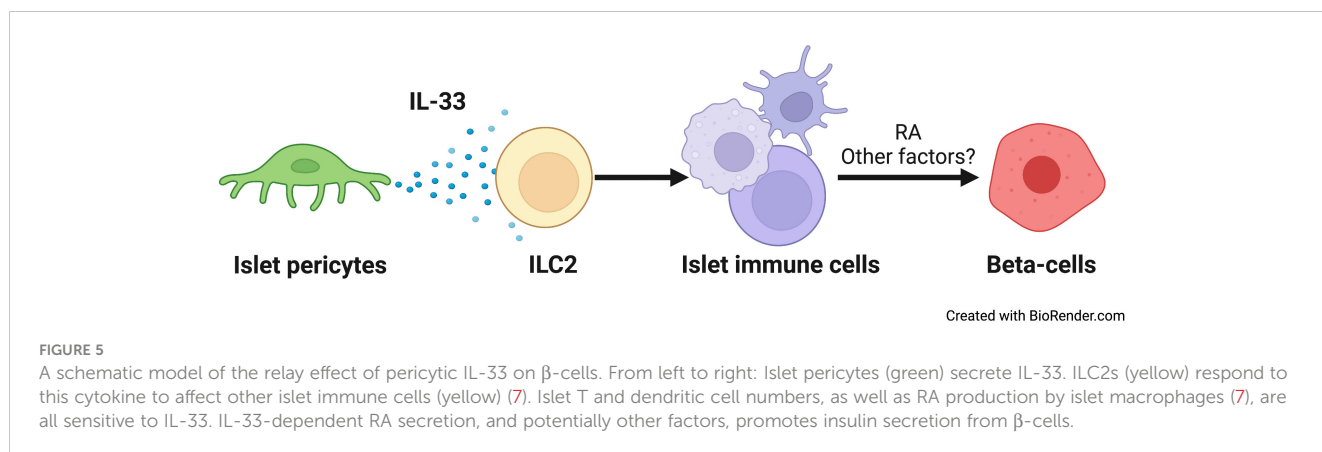 IL-33
RA
Other factors?
Islet pericytes
ILC2
Islet immune cells
Beta-cells
Created with BioRender.com
FIGURE 5
A schematic model of the relay effect of pericytic IL-33 on β-cells. From left to right: Islet pericytes (green) secrete IL-33. ILC2s (yellow) respond to
this cytokine to affect other islet immune cells (yellow) (7). Islet T and dendritic cell numbers, as well as RA production by islet macrophages (7), are
all sensitive to IL-33. IL-33-dependent RA secretion, and potentially other factors, promotes insulin secretion from β-cells.